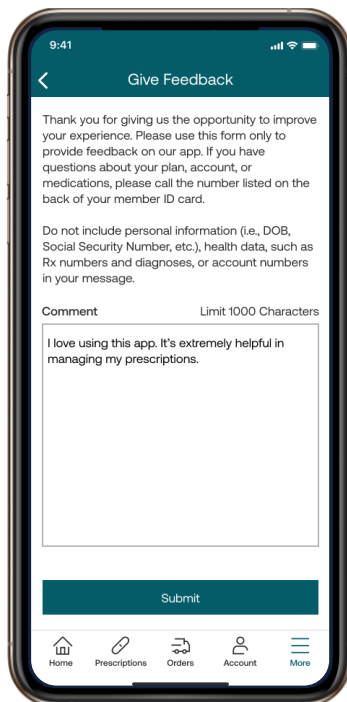 9:41
Give Feedback
Thank you for giving us the opportunity to improve
your experience. Please use this form only to
provide feedback on our app. If you have
questions about your plan, account, or
medications, please call the number listed on the
back of your member ID card.
Do not include personal information (i.e., DOB,
Social Security Number, etc.), health data, such as
Rx numbers and diagnoses, or account numbers
in your message.
Comment Limit 1000 Characters
I love using this app. It's extremely helpful in
managing my prescriptions.
Submit
Home Prescriptions Orders Account More